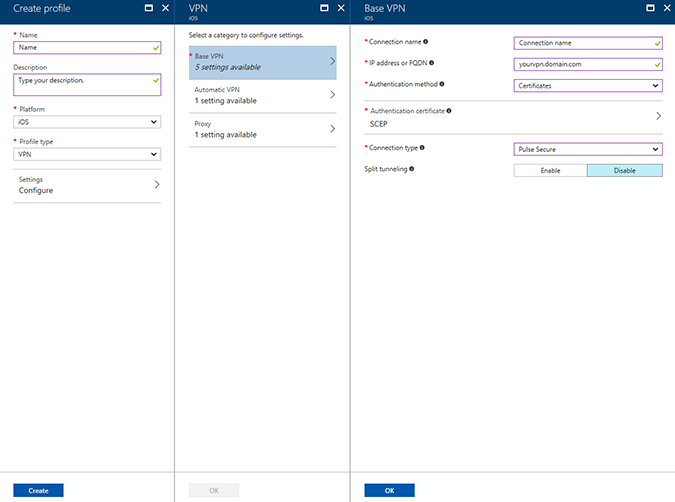 Create profile
* Name
Name
Description
Type your description.
* Platform
iOS
* Profile type
VPN
Settings
Configure
Create
VPN
iOS
Select a category to configure settings.
* Base VPN
5 settings available
Automatic VPN
1 setting available
Proxy
1 setting available
OK
Base VPN
iOS
* Connection name
Connection name
* IP address or FQDN
yourvpn.domain.com
* Authentication method
Certificates
* Authentication certificate
SCEP
* Connection type
Pulse Secure
Split tunneling
Enable Disable
OK